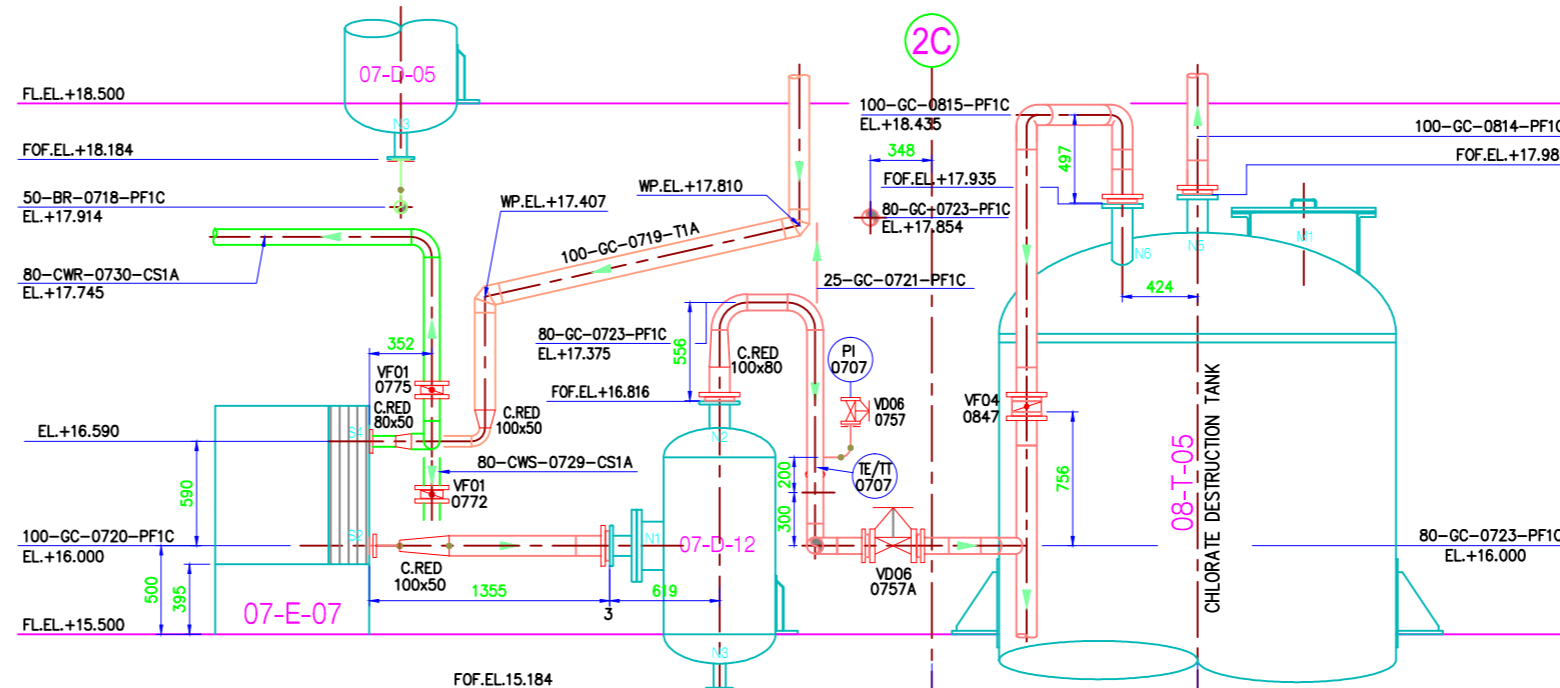 2C
07-D-05
N3
FL.EL.+18.500
100-GC-0815-PF1C
EL.+18.435
100-GC-0814-PF1C
FOF.EL.+18.184
348
497
FOF.EL.+17.98
FOF.EL.+17.935
50-BR-0718-PF1C
EL.+17.914
WP.EL.+17.810
WP.EL.+17.407
80-GC-0723-PF1C
EL.+17.854
N6
N5
M1
100-GC-0719-T1A
80-CWR-0730-CS1A
EL.+17.745
25-GC-0721-PF1C
424
352
80-GC-0723-PF1C
EL.+17.375
556
C.RED
100x80
PI
0707
VF01
0775
FOF.EL.+16.816
VD06
0757
VF04
0847
C.RED
80x50
C.RED
100x50
EL.+16.590
S4
N2
80-CWS-0729-CS1A
TE/TT
0707
200
756
08-T-05
CHLORATE DESTRUCTION TANK
590
VF01
0772
300
100-GC-0720-PF1C
EL.+16.000
N1
07-D-12
80-GC-0723-PF1C
EL.+16.000
C.RED
100x50
VD06
0757A
500
395
07-E-07
1355
619
3
FL.EL.+15.500
N3
FOF.EL.15.184